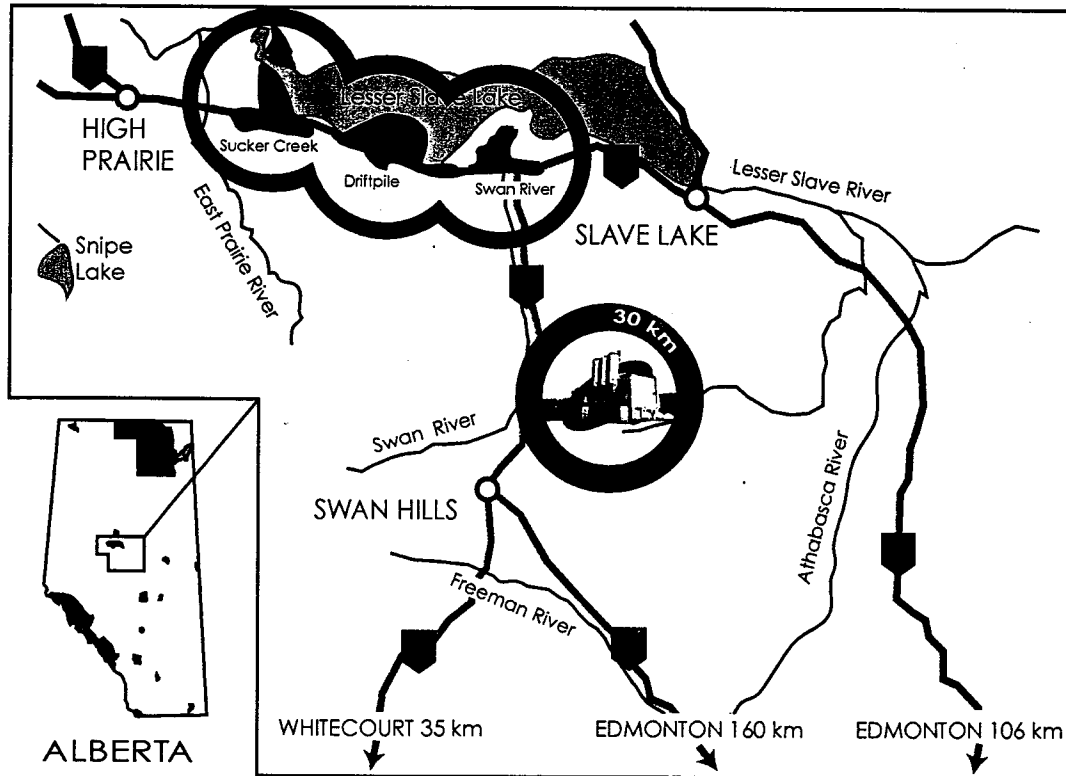 HIGH
PRAIRIE
Lesser Slave Lake
Sucker Creek
Driftpile
Swan River
Lesser Slave River
SLAVE LAKE
East Prairie River
Snipe
Lake
30 km
Swan River
SWAN HILLS
Athabasca River
Freeman River
WHITECOURT 35 km
EDMONTON 160 km
EDMONTON 106 km
ALBERTA